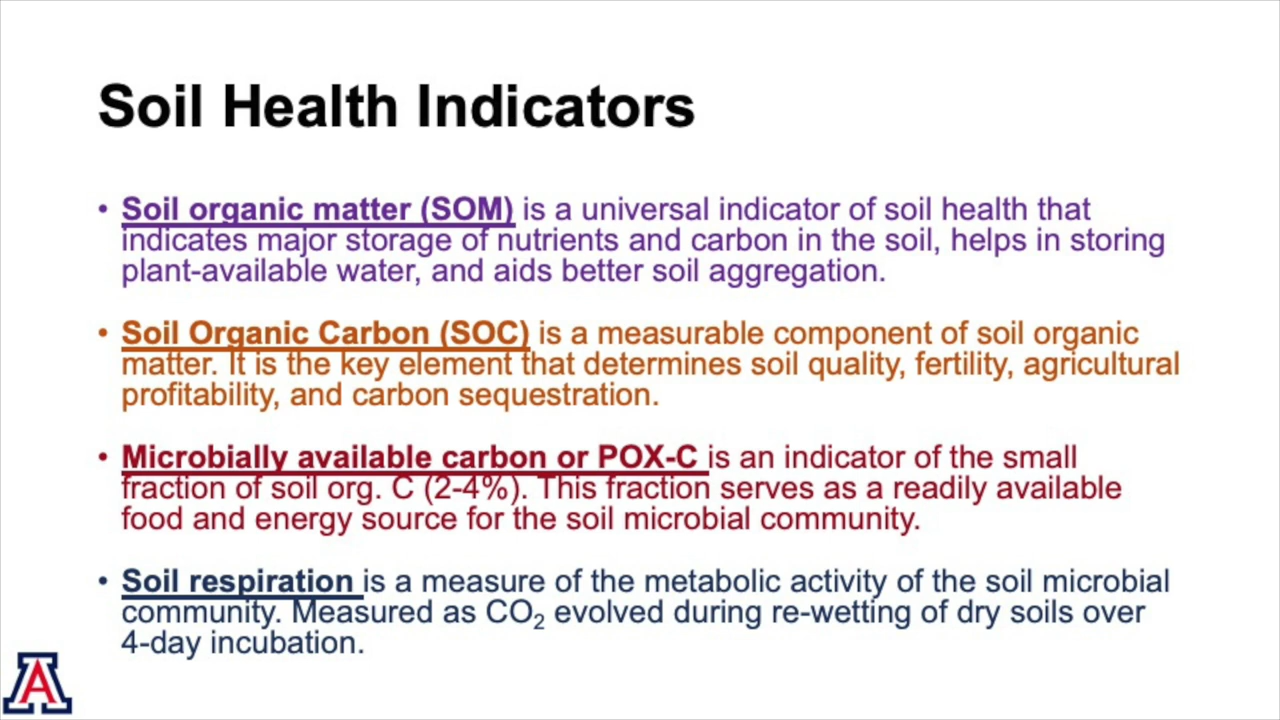 Soil Health Indicators
• Soil organic matter (SOM) is a universal indicator of soil health that
indicates major storage of nutrients and carbon in the soil, helps in storing
plant-available water, and aids better soil aggregation.
• Soil Organic Carbon (SOC) is a measurable component of soil organic
matter. It is the key element that determines soil quality, fertility, agricultural
profitability, and carbon sequestration.
• Microbially available carbon or POX-C is an indicator of the small
fraction of soil org. C (2-4%). This fraction serves as a readily available
food and energy source for the soil microbial community.
• Soil respiration is a measure of the metabolic activity of the soil microbial
community. Measured as CO₂ evolved during re-wetting of dry soils over
4-day incubation.
A